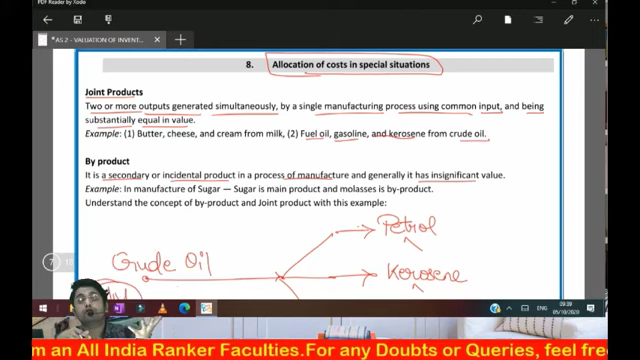 PDF Reader by Xodo
*AS 2 - VALUATION OF INVENT
8. Allocation of costs in special situations
Joint Products
Two or more outputs generated simultaneously, by a single manufacturing process using common input, and being
substantially equal in value.
Example: (1) Butter, cheese, and cream from milk, (2) Fuel oil, gasoline, and kerosene from crude oil.
By product
It is a secondary or incidental product in a process of manufacture and generally it has insignificant value.
Example: In manufacture of Sugar — Sugar is main product and molasses is by-product.
Understand the concept of by-product and Joint product with this example:
Petrol
Crude Oil
Kerosene
7
09:39
05/10/2020
m an All India Ranker Faculties.For any Doubts or Queries, feel free